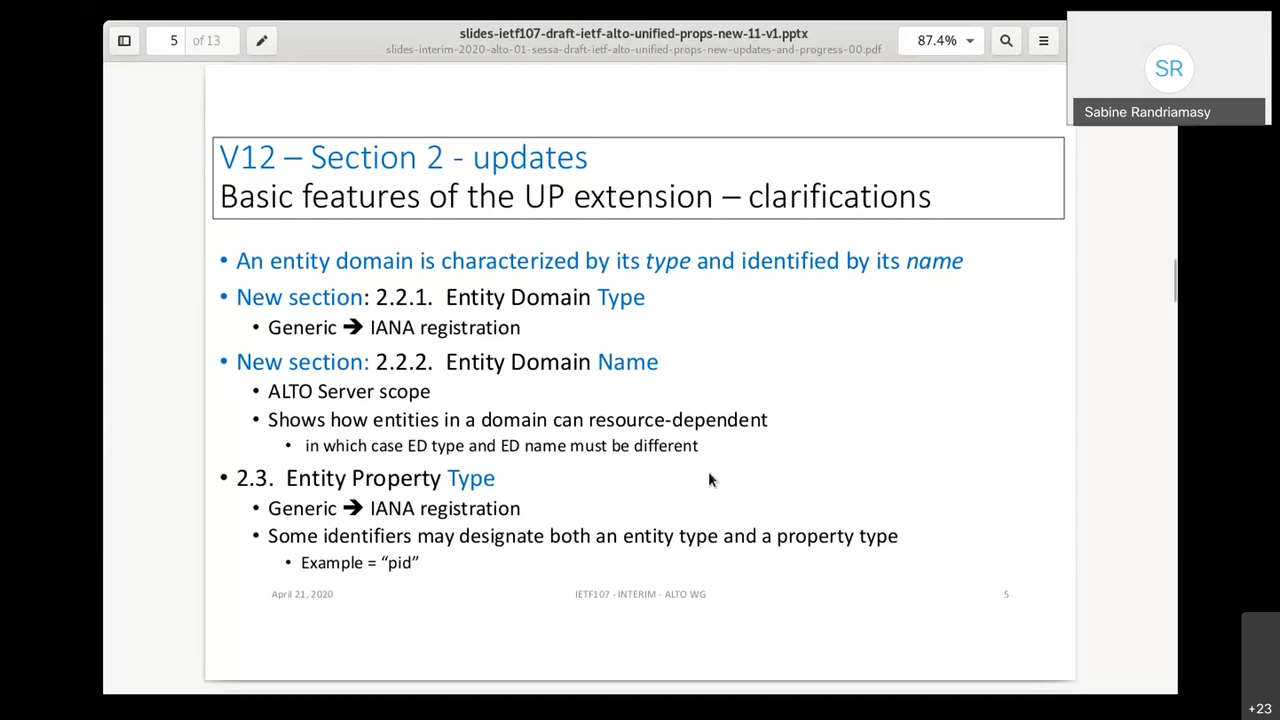 5 of 13
slides-ietf107-draft-ietf-alto-unified-props-new-11-v1.pptx
slides-interim-2020-alto-01-sessa-draft-ietf-alto-unified-props-new-updates-and-progress-00.pdf
87.4%
SR
Sabine Randriamasy
V12 – Section 2 - updates
Basic features of the UP extension – clarifications
• An entity domain is characterized by its type and identified by its name
• New section: 2.2.1. Entity Domain Type
• Generic ➔ IANA registration
• New section: 2.2.2. Entity Domain Name
• ALTO Server scope
• Shows how entities in a domain can resource-dependent
• in which case ED type and ED name must be different
• 2.3. Entity Property Type
• Generic ➔ IANA registration
• Some identifiers may designate both an entity type and a property type
• Example = “pid”
April 21, 2020 IETF107 - INTERIM - ALTO WG 5
+23